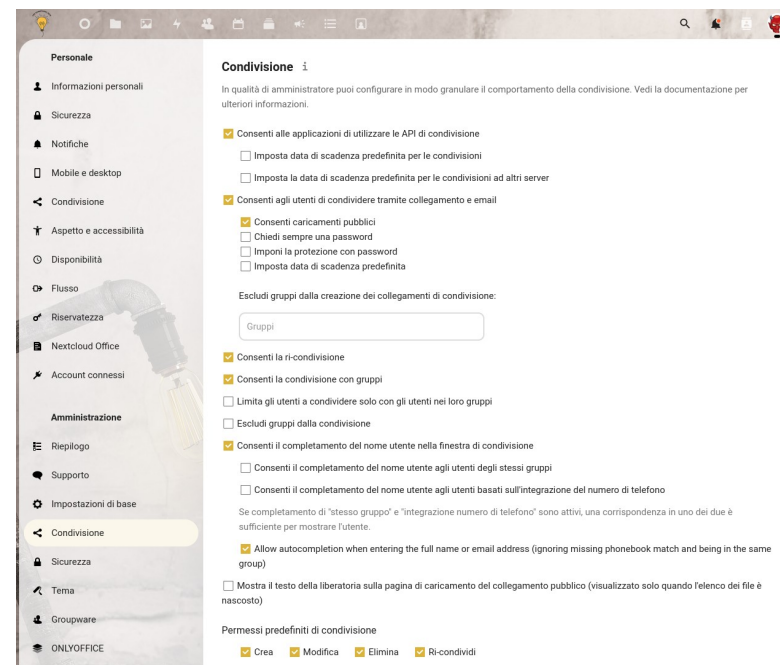 Personale
Informazioni personali
Sicurezza
Notifiche
Mobile e desktop
Condivisione
Aspetto e accessibilità
Disponibilità
Flusso
Riservatezza
Nextcloud Office
Account connessi
Amministrazione
Riepilogo
Supporto
Impostazioni di base
Condivisione
Sicurezza
Tema
Groupware
ONLYOFFICE
Condivisione i
In qualità di amministratore puoi configurare in modo granulare il comportamento della condivisione. Vedi la documentazione per
ulteriori informazioni.
Consenti alle applicazioni di utilizzare le API di condivisione
Imposta data di scadenza predefinita per le condivisioni
Imposta la data di scadenza predefinita per le condivisioni ad altri server
Consenti agli utenti di condividere tramite collegamento e email
Consenti caricamenti pubblici
Chiedi sempre una password
Imponi la protezione con password
Imposta data di scadenza predefinita
Escludi gruppi dalla creazione dei collegamenti di condivisione:
Gruppi
Consenti la ri-condivisione
Consenti la condivisione con gruppi
Limita gli utenti a condividere solo con gli utenti nei loro gruppi
Escludi gruppi dalla condivisione
Consenti il completamento del nome utente nella finestra di condivisione
Consenti il completamento del nome utente agli utenti degli stessi gruppi
Consenti il completamento del nome utente agli utenti basati sull'integrazione del numero di telefono
Se completamento di "stesso gruppo" e "integrazione numero di telefono" sono attivi, una corrispondenza in uno dei due è
sufficiente per mostrare l'utente.
Allow autocompletion when entering the full name or email address (ignoring missing phonebook match and being in the same
group)
Mostra il testo della liberatoria sulla pagina di caricamento del collegamento pubblico (visualizzato solo quando l'elenco dei file è
nascosto)
Permessi predefiniti di condivisione
Crea Modifica Elimina Ri-condividi